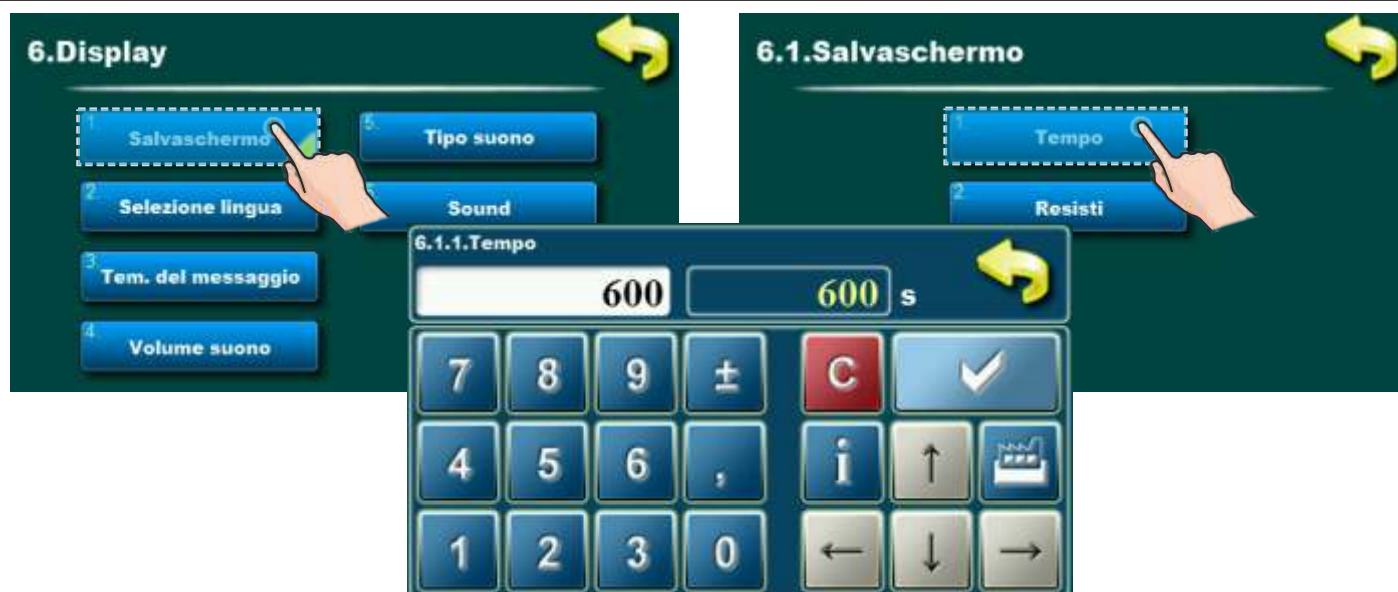 6.Display
1. Salvaschermo
5. Tipo suono
2. Selezione lingua
Sound
3. Tem. del messaggio
4. Volume suono
6.1.Salvaschermo
1. Tempo
2. Resisti
6.1.1.Tempo
600 600 s
7 8 9 ± C
4 5 6 , i ↑
1 2 3 0 ← ↓ →